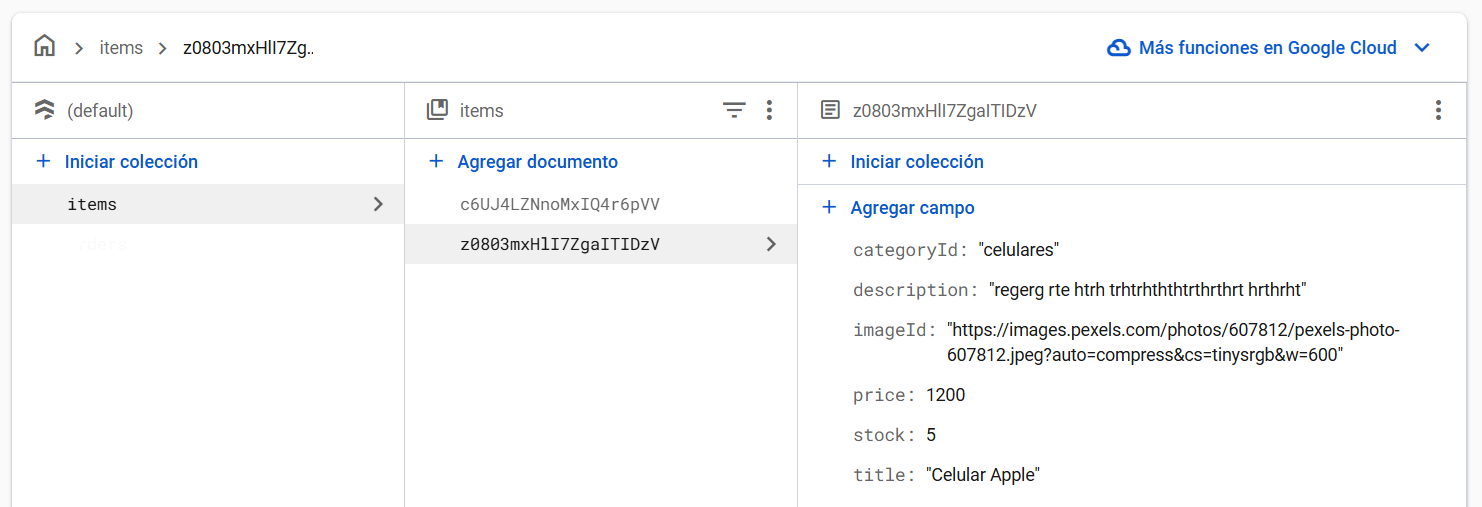 items
z0803mxHlI7Zg..
Más funciones en Google Cloud
(default)
items
z0803mxHlI7ZgaITIDzV
Iniciar colección
Agregar documento
Iniciar colección
items
c6UJ4LZNnoMxIQ4r6pVV
Agregar campo
rders
z0803mxHlI7ZgaITIDzV
categoryId: "celulares"
description: "regerg rte htrh trhtrhththtrthrthrt hrthrht"
imageId: "https://images.pexels.com/photos/607812/pexels-photo-
607812.jpeg?auto=compress&cs=tinysrgb&w=600"
price: 1200
stock: 5
title: "Celular Apple"